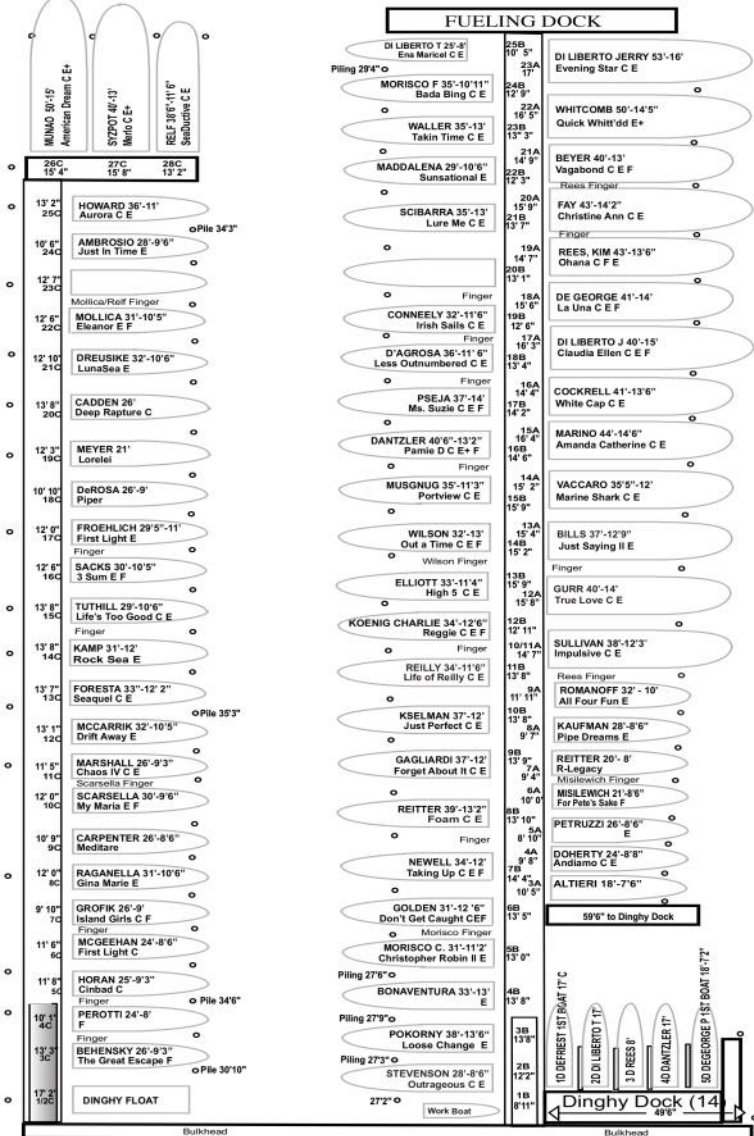 FUELING DOCK
MUNAO 50'-15'
American Dream C E+
SYZPOT 40'-13'
Merlo C E+
RELF 38'6"-11' 6"
SeaDuctive C E
26C
15' 4"
27C
15' 8"
28C
13' 2"
13' 2"
25C
HOWARD 36'-11'
Aurora C E
Pile 34'3"
10' 6"
24C
AMBROSIO 28'-9'6"
Just In Time E
12' 7"
23C
Mollica/Relf Finger
12' 6"
22C
MOLLICA 31'-10'5"
Eleanor E F
12' 10"
21C
DREUSIKE 32'-10'6"
LunaSea E
13' 8"
20C
CADDEN 26'
Deep Rapture C
12' 3"
19C
MEYER 21'
Lorelei
10' 10"
18C
DeROSA 26'-9'
Piper
12' 0"
17C
FROEHLICH 29'5"-11'
First Light E
Finger
12' 6"
16C
SACKS 30'-10'5"
3 Sum E F
13' 8"
15C
TUTHILL 29'-10'6"
Life's Too Good C E
Finger
13' 8"
14C
KAMP 31'-12'
Rock Sea E
13' 7"
13C
FORESTA 33"-12' 2"
Seaquel C E
Pile 35'3"
13' 1"
12C
MCCARRIK 32'-10'5"
Drift Away E
11' 5"
11C
MARSHALL 26'-9'3"
Chaos IV C E
Scarsella Finger
12' 0"
10C
SCARSELLA 30'-9'6"
My Maria E F
10' 9"
9C
CARPENTER 26'-8'6"
Meditare
12' 0"
8C
RAGANELLA 31'-10'6"
Gina Marie E
9' 10"
7C
GROFIK 26'-9'
Island Girls C F
Finger
11' 6"
6C
MCGEEHAN 24'-8'6"
First Light C
11' 8"
5C
HORAN 25'-9'3"
Cinbad C
Finger
Pile 34'6"
10' 1"
4C
PEROTTI 24'-8'
F
Finger
13' 3"
3C
BEHENSKY 26'-9'3"
The Great Escape F
Pile 30'10"
17' 2"
1/2C
DINGHY FLOAT
Bulkhead
DI LIBERTO T 25'-8'
Ena Maricel C E
Piling 29'4"
MORISCO F 35'-10'11"
Bada Bing C E
WALLER 35'-13'
Takin Time C E
MADDALENA 29'-10'6"
Sunsational E
SCIBARRA 35'-13'
Lure Me C E
Finger
CONNEELY 32'-11'6"
Irish Sails C E
Finger
D'AGROSA 36'-11' 6"
Less Outnumbered C E
Finger
PSEJA 37'-14'
Ms. Suzie C E F
DANTZLER 40'6"-13'2"
Pamie D C E+ F
Finger
MUSGNUG 35'-11'3"
Portview C E
WILSON 32'-13'
Out a Time C E F
Wilson Finger
ELLIOTT 33'-11'4"
High 5 C E
KOENIG CHARLIE 34'-12'6"
Reggie C E F
Finger
REILLY 34'-11'6"
Life of Reilly C E
KSELMAN 37'-12'
Just Perfect C E
GAGLIARDI 37'-12'
Forget About It C E
REITTER 39'-13'2"
Foam C E
Finger
NEWELL 34'-12'
Taking Up C E F
GOLDEN 31'-12 '6"
Don't Get Caught CEF
Morisco Finger
MORISCO C. 31'-11'2'
Christopher Robin II E
Piling 27'6"
BONAVENTURA 33'-13'
E
Piling 27'9"
POKORNY 38'-13'6"
Loose Change E
Piling 27'3"
STEVENSON 28'-8'6"
Outrageous C E
27'2"
Work Boat
25B
10' 5"
23A
17'
24B
12' 9"
22A
16' 5"
23B
13" 3"
21A
14' 9"
22B
12' 3"
20A
15' 9"
21B
13' 7"
19A
14' 7"
20B
13' 1"
18A
15' 6"
19B
12' 6"
17A
16' 3"
18B
13' 4"
16A
14' 4"
17B
14' 2"
15A
16' 4"
16B
14' 6"
14A
15' 2"
15B
15' 9"
13A
15' 4"
14B
15' 2"
13B
15' 9"
12A
15' 8"
12B
12' 11"
10/11A
14' 7"
11B
13' 8"
9A
11' 11"
10B
13' 8"
8A
9' 7"
9B
13' 9"
7A
9' 4"
6A
10' 0"
8B
13' 10"
5A
8' 10"
4A
9' 8"
7B
14' 4"
3A
10' 5"
6B
13' 5"
5B
13' 0"
4B
13' 8"
3B
13'8"
2B
12'2"
1B
8'11"
DI LIBERTO JERRY 53'-16'
Evening Star C E
WHITCOMB 50'-14'5"
Quick Whitt'dd E+
BEYER 40'-13'
Vagabond C E F
Rees Finger
FAY 43'-14'2"
Christine Ann C E
Finger
REES, KIM 43'-13'6"
Ohana C F E
DE GEORGE 41'-14'
La Una C E F
DI LIBERTO J 40'-15'
Claudia Ellen C E F
COCKRELL 41'-13'6"
White Cap C E
MARINO 44'-14'6"
Amanda Catherine C E
VACCARO 35'5"-12'
Marine Shark C E
BILLS 37'-12'9"
Just Saying II E
Finger
GURR 40'-14'
True Love C E
SULLIVAN 38'-12'3'
Impulsive C E
Rees Finger
ROMANOFF 32' - 10'
All Four Fun E
KAUFMAN 28'-8'6"
Pipe Dreams E
REITTER 20'- 8'
R-Legacy
Misilewich Finger
MISILEWICH 21'-8'6"
For Pete's Sake F
PETRUZZI 26'-8'6"
E
DOHERTY 24'-8'8"
Andiamo C E
ALTIERI 18'-7'6"
59'6" to Dinghy Dock
1D DEFRIEST 1ST BOAT 17' C
2D DI LIBERTO T 17'
3 D REES 8'
4D DANTZLER 17'
5D DEGEORGE P 1ST BOAT 18'-7'2"
Dinghy Dock (14)
49'6"
Bulkhead